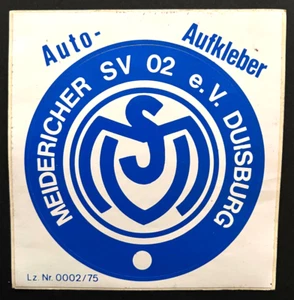 Auto-
Aufkleber
MEIDERICHER SV 02 e.V. DUISBURG
MSV
Lz. Nr. 0002/75